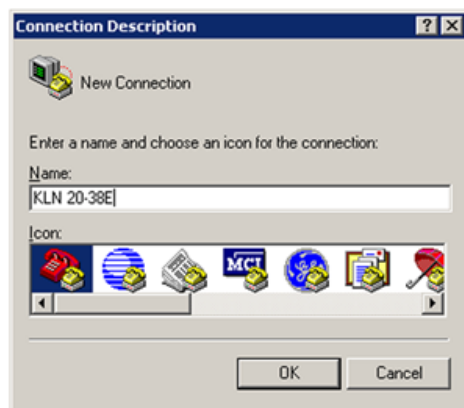 Connection Description
New Connection
Enter a name and choose an icon for the connection:
Name:
KLN 20-38E
Icon:
MCI
OK Cancel